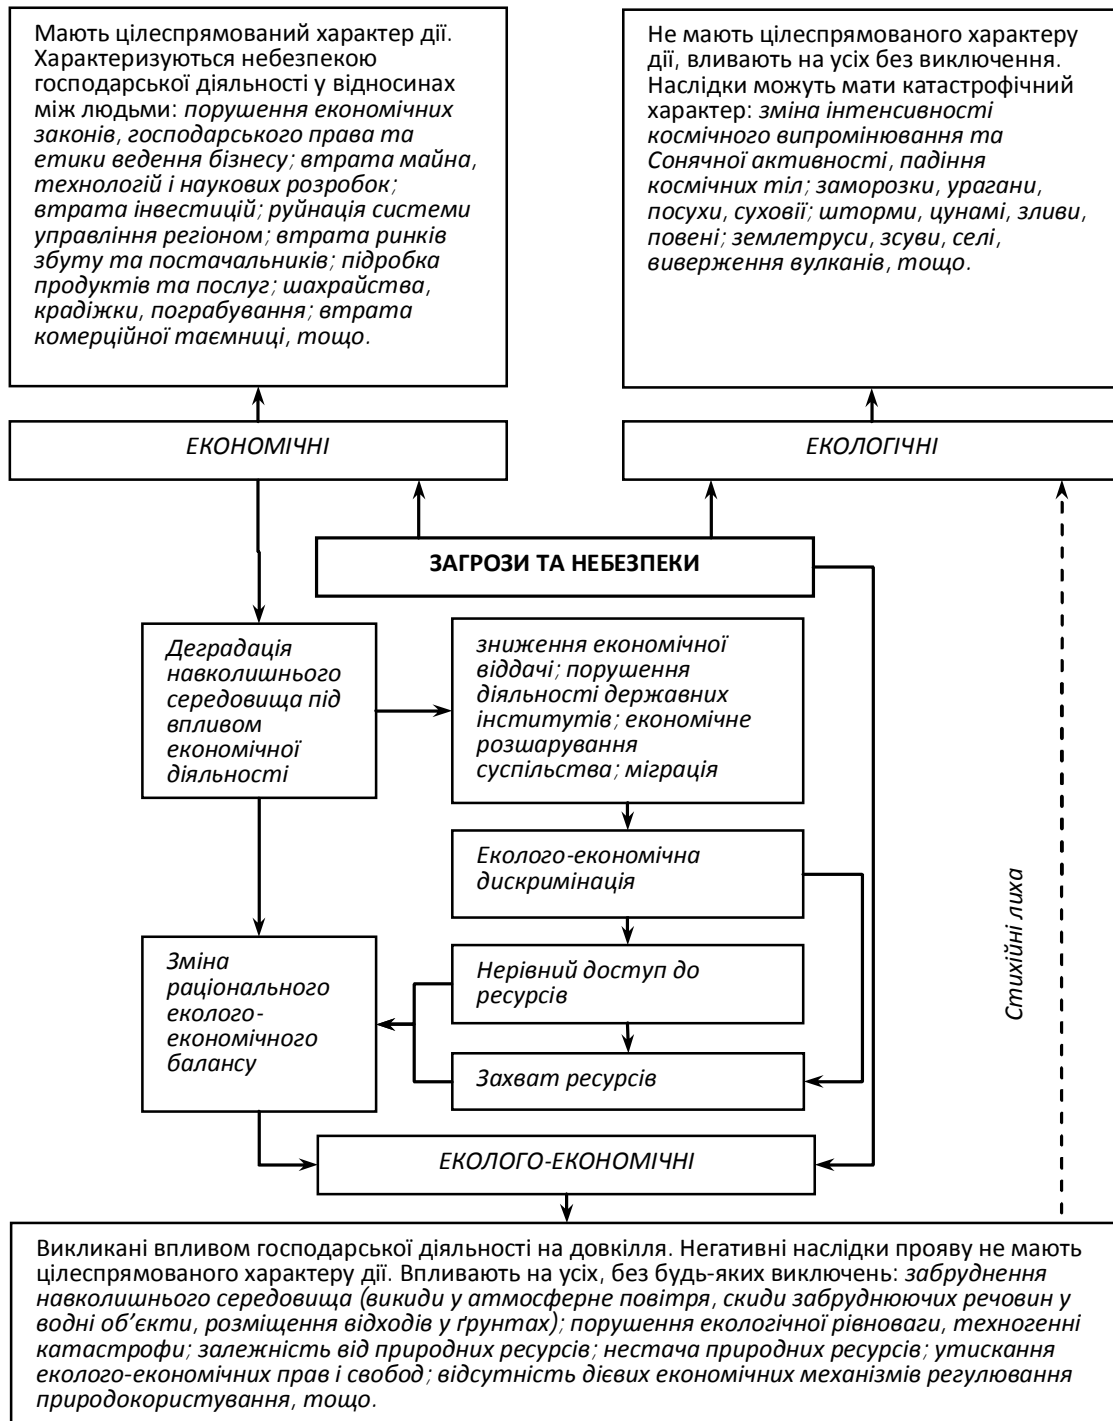 Мають цілеспрямований характер дії.
Характеризуються небезпекою
господарської діяльності у відносинах
між людьми: порушення економічних
законів, господарського права та
етики ведення бізнесу; втрата майна,
технологій і наукових розробок;
втрата інвестицій; руйнація системи
управління регіоном; втрата ринків
збуту та постачальників; підробка
продуктів та послуг; шахрайства,
крадіжки, пограбування; втрата
комерційної таємниці, тощо.
Не мають цілеспрямованого характеру
дії, вливають на усіх без виключення.
Наслідки можуть мати катастрофічний
характер: зміна інтенсивності
космічного випромінювання та
Сонячної активності, падіння
космічних тіл; заморозки, урагани,
посухи, суховії; шторми, цунамі, зливи,
повені; землетруси, зсуви, селі,
виверження вулканів, тощо.
ЕКОНОМІЧНІ
ЕКОЛОГІЧНІ
ЗАГРОЗИ ТА НЕБЕЗПЕКИ
Деградація
навколишнього
середовища під
впливом
економічної
діяльності
зниження економічної
віддачі; порушення
діяльності державних
інститутів; економічне
розшарування
суспільства; міграція
Еколого-економічна
дискримінація
Зміна
раціонального
еколого-
економічного
балансу
Нерівний доступ до
ресурсів
Захват ресурсів
Стихійні лиха
ЕКОЛОГО-ЕКОНОМІЧНІ
Викликані впливом господарської діяльності на довкілля. Негативні наслідки прояву не мають
цілеспрямованого характеру дії. Впливають на усіх, без будь-яких виключень: забруднення
навколишнього середовища (викиди у атмосферне повітря, скиди забруднюючих речовин у
водні об’єкти, розміщення відходів у ґрунтах); порушення екологічної рівноваги, техногенні
катастрофи; залежність від природних ресурсів; нестача природних ресурсів; утискання
еколого-економічних прав і свобод; відсутність дієвих економічних механізмів регулювання
природокористування, тощо.